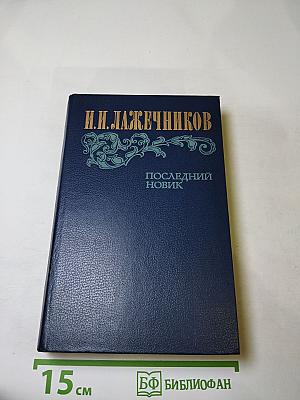 И.И. ЛАЖЕЧНИКОВ
ПОСЛЕДНИЙ
НОВИК
15 см
БФ БИБЛИОФАН